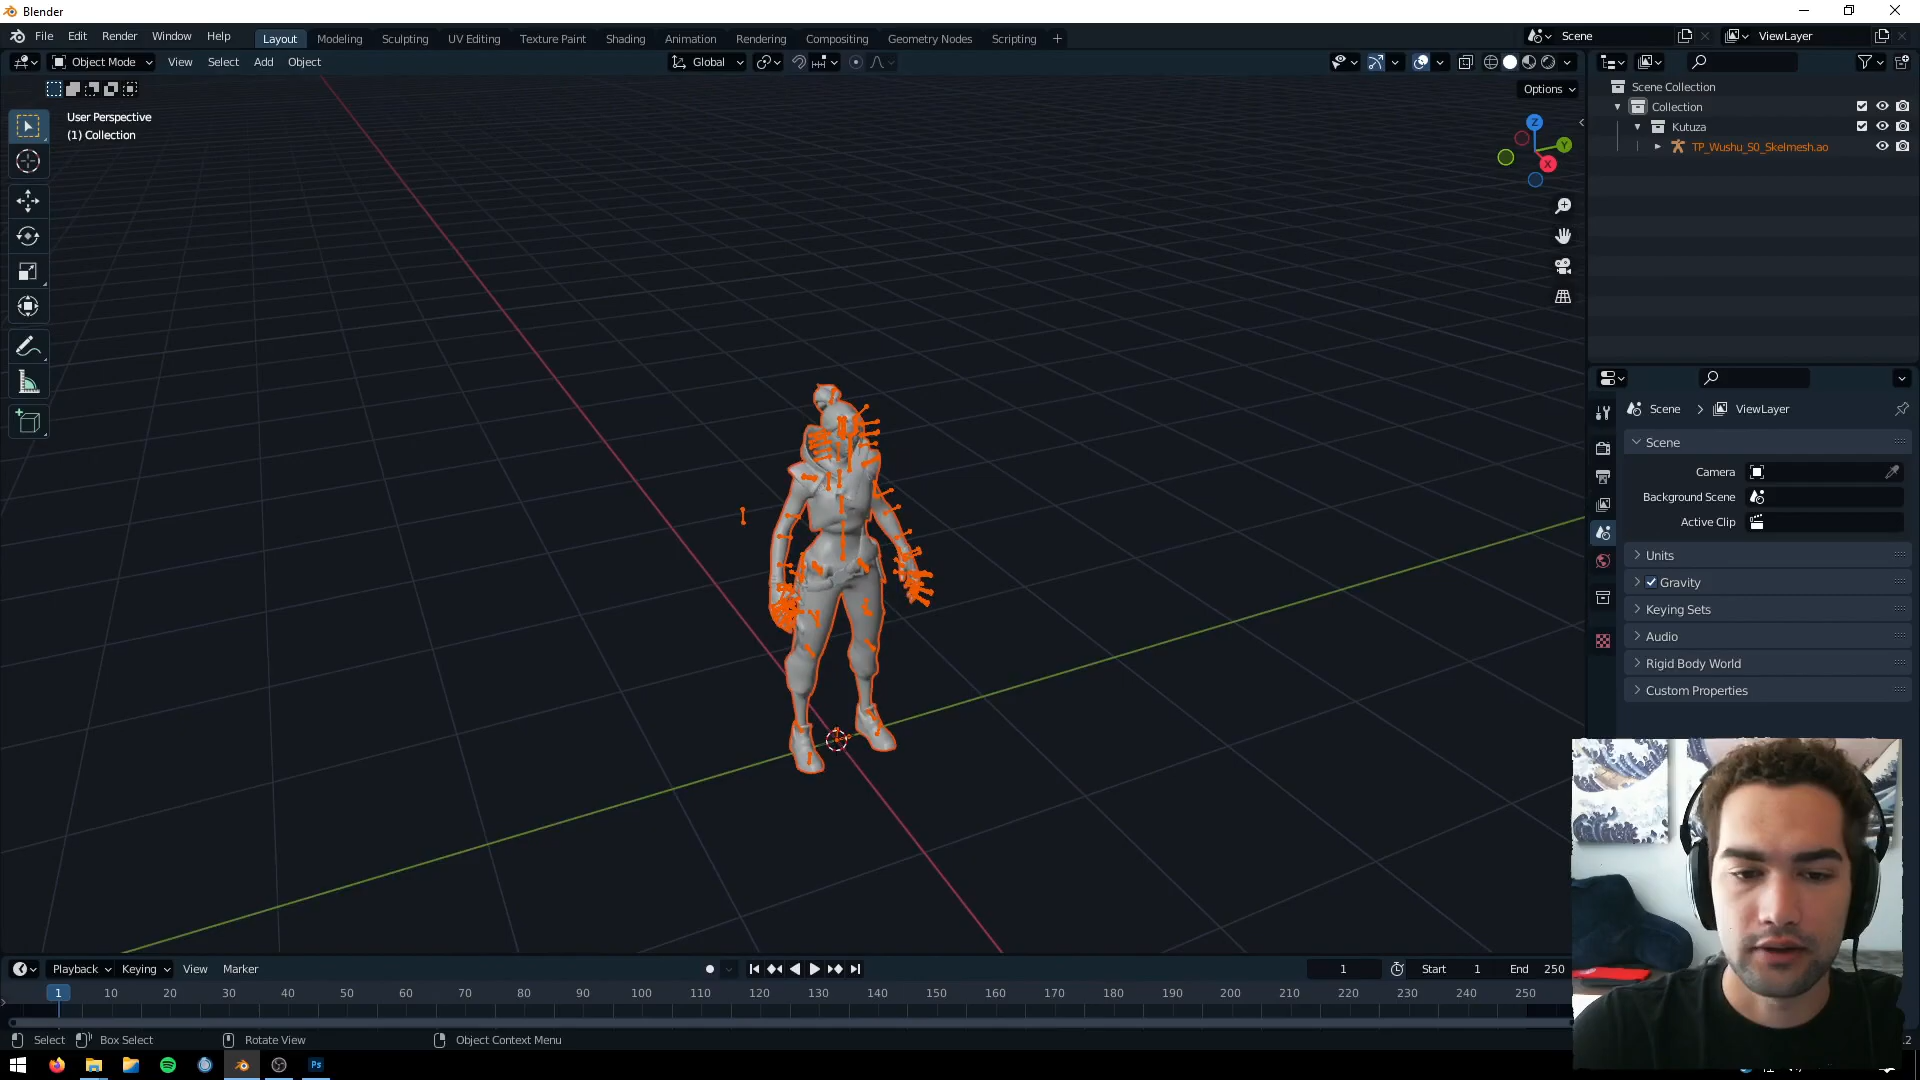 Blender
File Edit Render Window Help Layout Modeling Sculpting UV Editing Texture Paint Shading Animation Rendering Compositing Geometry Nodes Scripting + Scene ViewLayer
Object Mode View Select Add Object Global
Options
User Perspective
(1) Collection
Z
Y
X
Scene Collection
Collection
Kutuza
TP_Wushu_S0_Skelmesh.ao
Scene > ViewLayer
Scene
Camera
Background Scene
Active Clip
Units
Gravity
Keying Sets
Audio
Rigid Body World
Custom Properties
Playback Keying View Marker 1 Start 1 End 250
1 10 20 30 40 50 60 70 80 90 100 110 120 130 140 150 160 170 180 190 200 210 220 230 240 250
Select Box Select Rotate View Object Context Menu
Ps